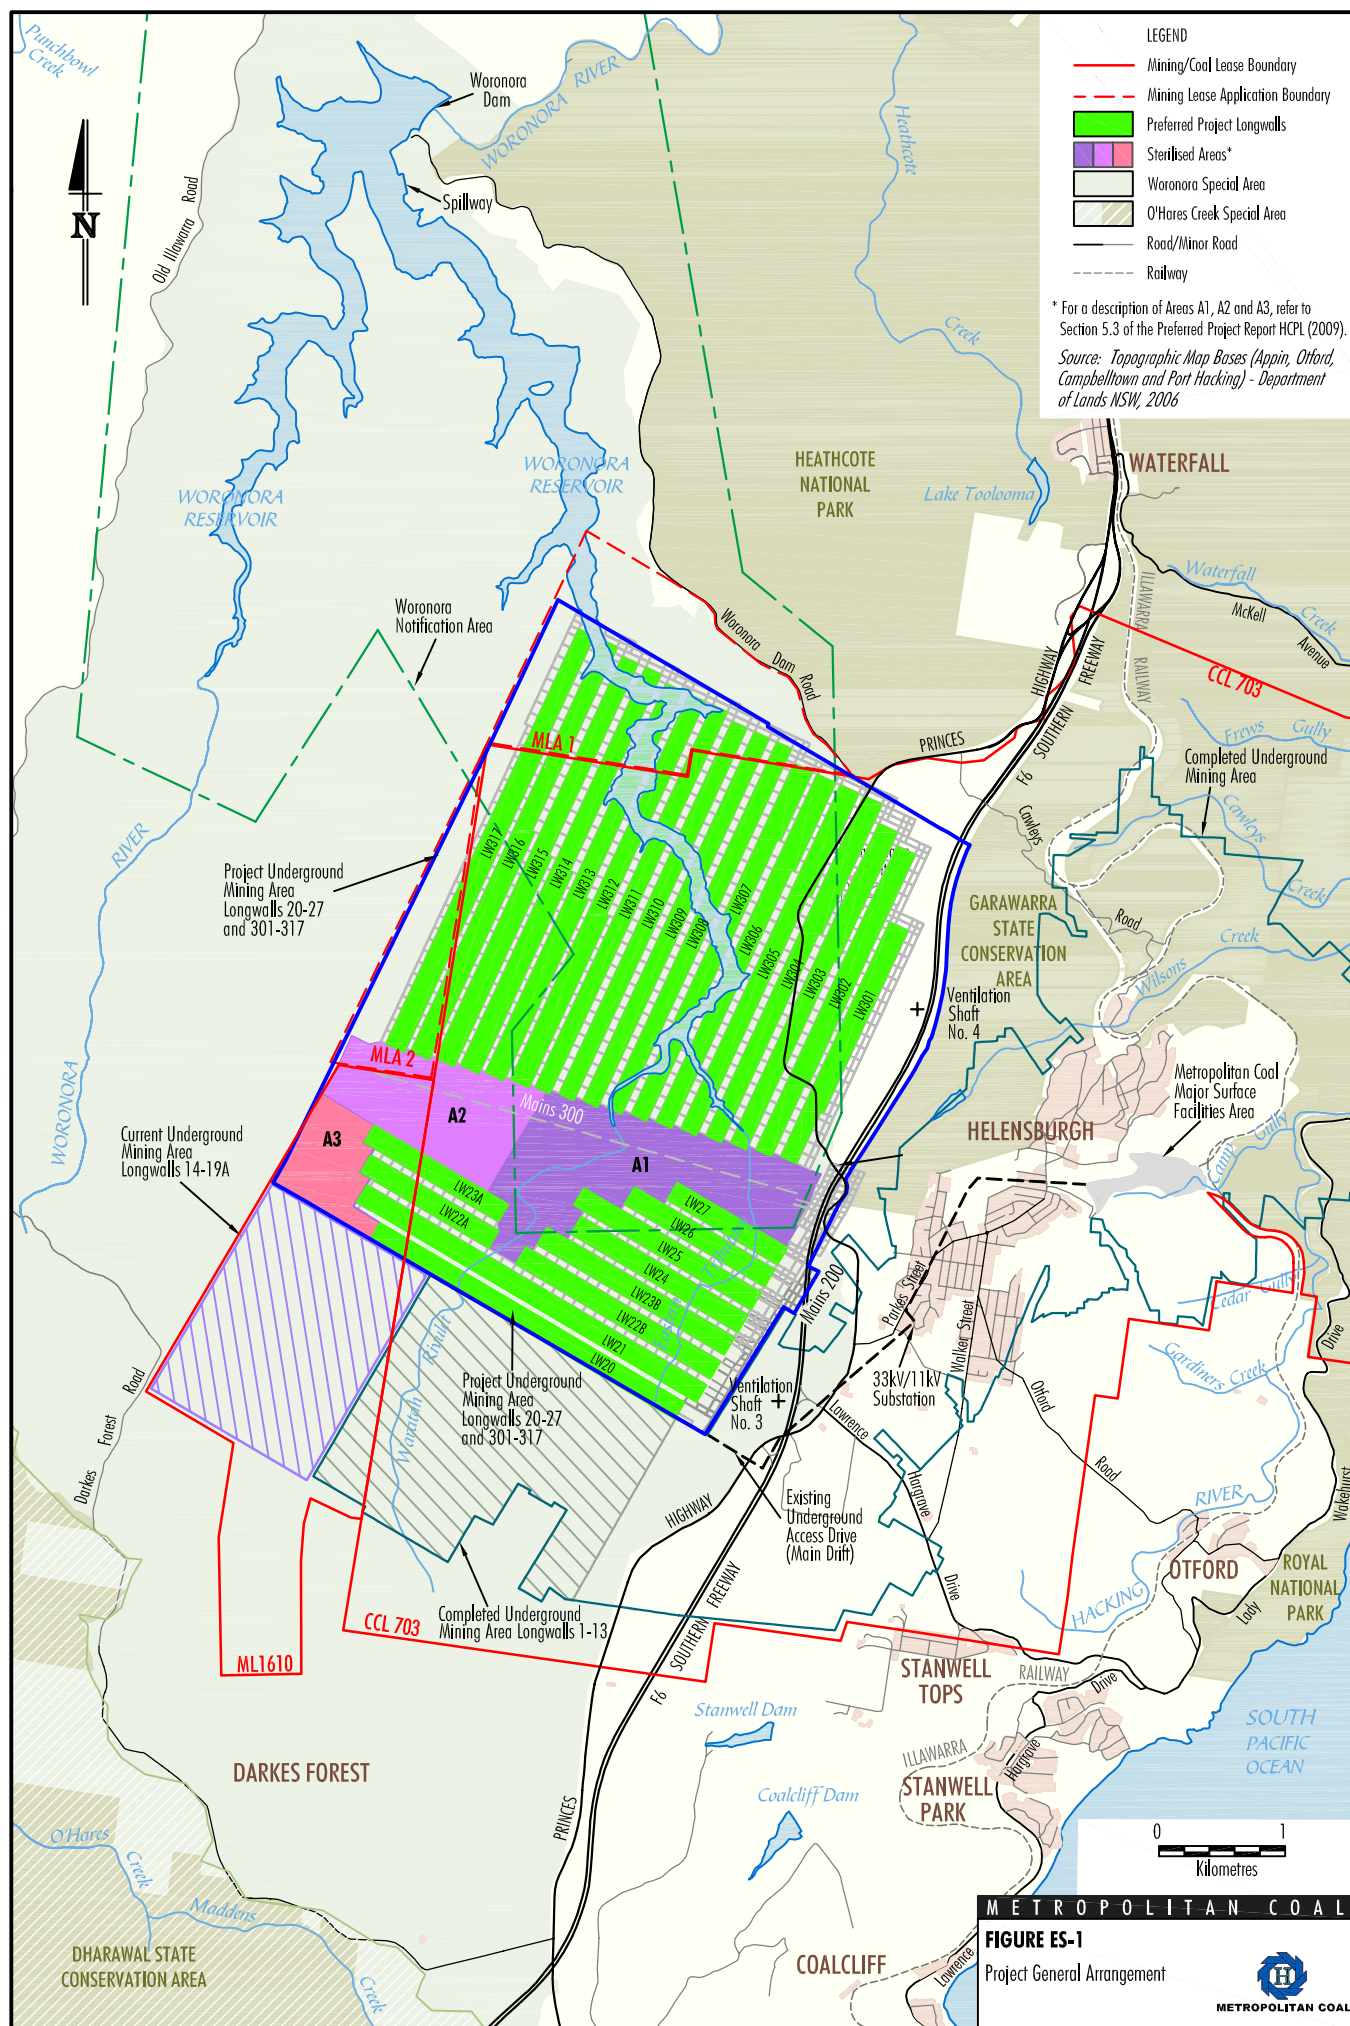 LEGEND
Mining/Coal Lease Boundary
Mining Lease Application Boundary
Preferred Project Longwalls
Sterilised Areas*
Woronora Special Area
O'Hares Creek Special Area
Road/Minor Road
Railway
* For a description of Areas A1, A2 and A3, refer to
Section 5.3 of the Preferred Project Report HCPL (2009).
Source: Topographic Map Bases (Appin, Otford,
Campbelltown and Port Hacking) - Department
of Lands NSW, 2006
Punchbowl
Creek
Woronora
Dam
WORONORA RIVER
Heathcote
Creek
Spillway
N
Old Illawarra Road
WORONORA
RESERVOIR
WORONORA
RESERVOIR
HEATHCOTE
NATIONAL
PARK
Lake Toolooma
WATERFALL
Waterfall
Creek
McKell
Avenue
ILLAWARRA
RAILWAY
Woronora
Notification Area
Woronora Dam Road
HIGHWAY
FREEWAY
PRINCES
SOUTHERN
F6
CCL 703
Frews Gully
Completed Underground
Mining Area
Cawleys
Creek
Cawleys
Road
MLA 1
RIVER
Project Underground
Mining Area
Longwalls 20-27
and 301-317
LW317
LW316
LW315
LW314
LW313
LW312
LW311
LW310
LW309
LW308
LW307
LW306
LW305
LW304
LW303
LW302
LW301
GARAWARRA
STATE
CONSERVATION
AREA
Wilsons
Creek
Ventilation
Shaft
No. 4
MLA 2
WORONORA
Metropolitan Coal
Major Surface
Facilities Area
Camp
Gully
HELENSBURGH
A2
Mains 300
A3
A1
Current Underground
Mining Area
Longwalls 14-19A
LW23A
LW22A
LW27
LW26
LW25
LW24
LW23B
LW22B
LW21
LW20
Mains 200
Parkes Street
Walker Street
Cedar Gully
Drive
Gardiners Creek
33kV/11kV
Substation
Waratah
Rivulet
Project Underground
Mining Area
Longwalls 20-27
and 301-317
Ventilation
Shaft
No. 3
Darkes Forest Road
Lawrence
Hargrave
Drive
Otford
Road
HIGHWAY
Existing
Underground
Access Drive
(Main Drift)
RIVER
HACKING
Wakehurst
OTFORD
Lady
ROYAL
NATIONAL
PARK
FREEWAY
SOUTHERN
F6
Completed Underground
Mining Area Longwalls 1-13
CCL 703
ML1610
STANWELL
TOPS
RAILWAY
Drive
Stanwell Dam
ILLAWARRA
Hargrave
SOUTH
PACIFIC
OCEAN
DARKES FOREST
STANWELL
PARK
Coalcliff Dam
PRINCES
O'Hares
Creek
Maddens
Creek
DHARAWAL STATE
CONSERVATION AREA
COALCLIFF
Lawrence
0 1
Kilometres
METROPOLITAN COAL
FIGURE ES-1
Project General Arrangement
H
METROPOLITAN COAL